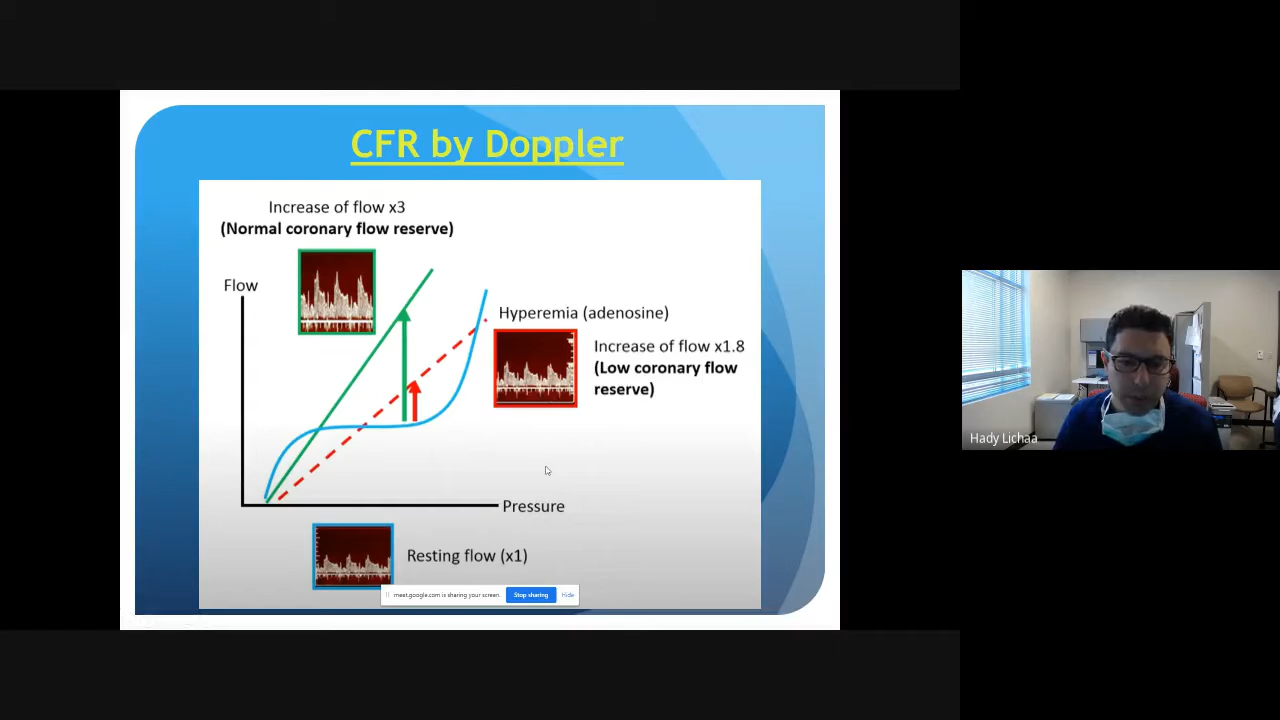 CFR by Doppler
Increase of flow x3
(Normal coronary flow reserve)
Flow
Hyperemia (adenosine)
Increase of flow x1.8
(Low coronary flow
reserve)
Hady Lichaa
Pressure
Resting flow (x1)
meet.google.com is sharing your screen.
Stop sharing
Hide